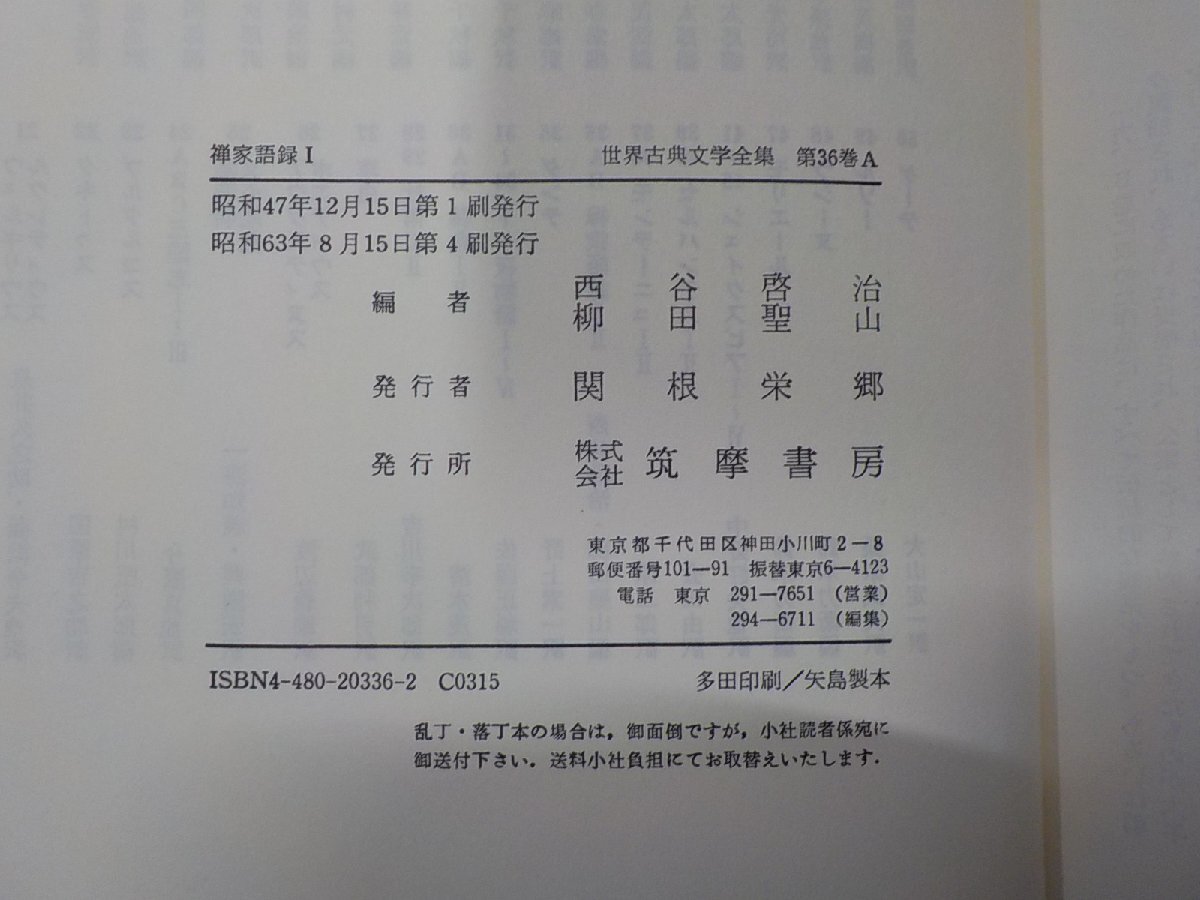 禅家語録Ⅰ 世界古典文学全集 第36巻A
昭和47年12月15日第1刷発行
昭和63年8月15日第4刷発行
編者 西谷啓治
柳田聖山
発行者 関根栄郷
発行所 株式会社 筑摩書房
東京都千代田区神田小川町2−8
郵便番号101−91 振替東京6−4123
電話 東京 291−7651 (営業)
294−6711 (編集)
ISBN4-480-20336-2 C0315 多田印刷/矢島製本
乱丁・落丁本の場合は,御面倒ですが,小社読者係宛に
御送付下さい.送料小社負担にてお取替えいたします.